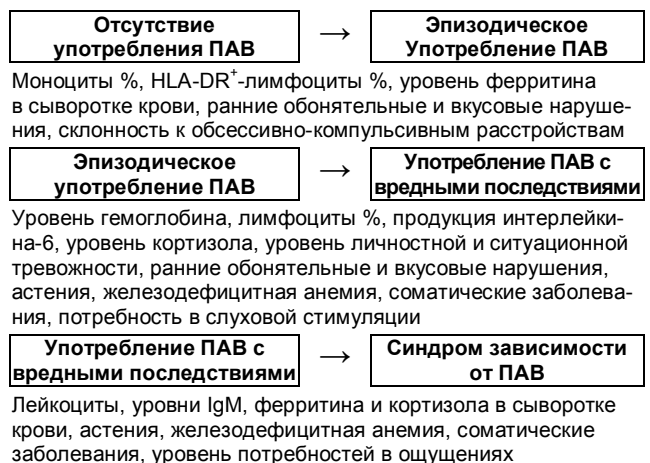 Отсутствие
употребления ПАВ
→
Эпизодическое
Употребление ПАВ
Моноциты %, HLA-DR⁺-лимфоциты %, уровень ферритина
в сыворотке крови, ранние обонятельные и вкусовые наруше-
ния, склонность к обсессивно-компульсивным расстройствам
Эпизодическое
употребление ПАВ
→
Употребление ПАВ с
вредными последствиями
Уровень гемоглобина, лимфоциты %, продукция интерлейки-
на-6, уровень кортизола, уровень личностной и ситуационной
тревожности, ранние обонятельные и вкусовые нарушения,
астения, железодефицитная анемия, соматические заболева-
ния, потребность в слуховой стимуляции
Употребление ПАВ с
вредными последствиями
→
Синдром зависимости
от ПАВ
Лейкоциты, уровни IgM, ферритина и кортизола в сыворотке
крови, астения, железодефицитная анемия, соматические
заболевания, уровень потребностей в ощущениях